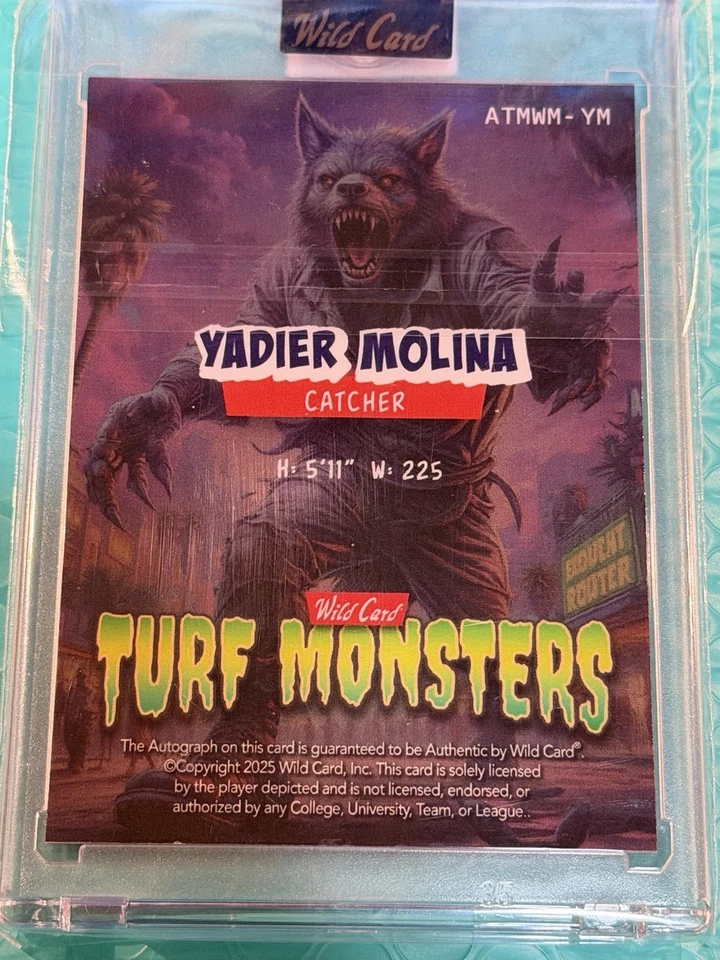 Wild Card
ATMWM-YM
YADIER MOLINA
CATCHER
H: 5'11" W: 225
Wild Card
TURF MONSTERS
The Autograph on this card is guaranteed to be Authentic by Wild Card®.
©Copyright 2025 Wild Card, Inc. This card is solely licensed
by the player depicted and is not licensed, endorsed, or
authorized by any College, University, Team, or League..